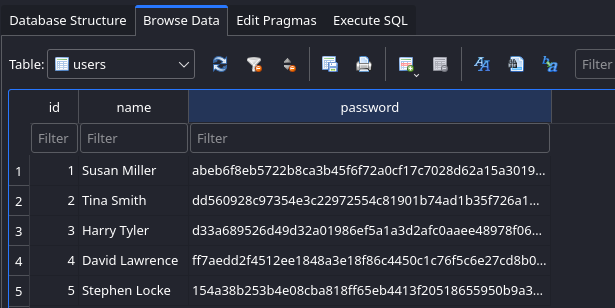 Database Structure Browse Data Edit Pragmas Execute SQL
Table: users Filter
id name password
Filter Filter Filter
1 1 Susan Miller abeb6f8eb5722b8ca3b45f6f72a0cf17c7028d62a15a3019...
2 2 Tina Smith dd560928c97354e3c22972554c81901b74ad1b35f726a1...
3 3 Harry Tyler d33a689526d49d32a01986ef5a1a3d2afc0aaee48978f06...
4 4 David Lawrence ff7aedd2f4512ee1848a3e18f86c4450c1c76f5c6e27cd8b0...
5 5 Stephen Locke 154a38b253b4e08cba818ff65eb4413f20518655950b9a3...